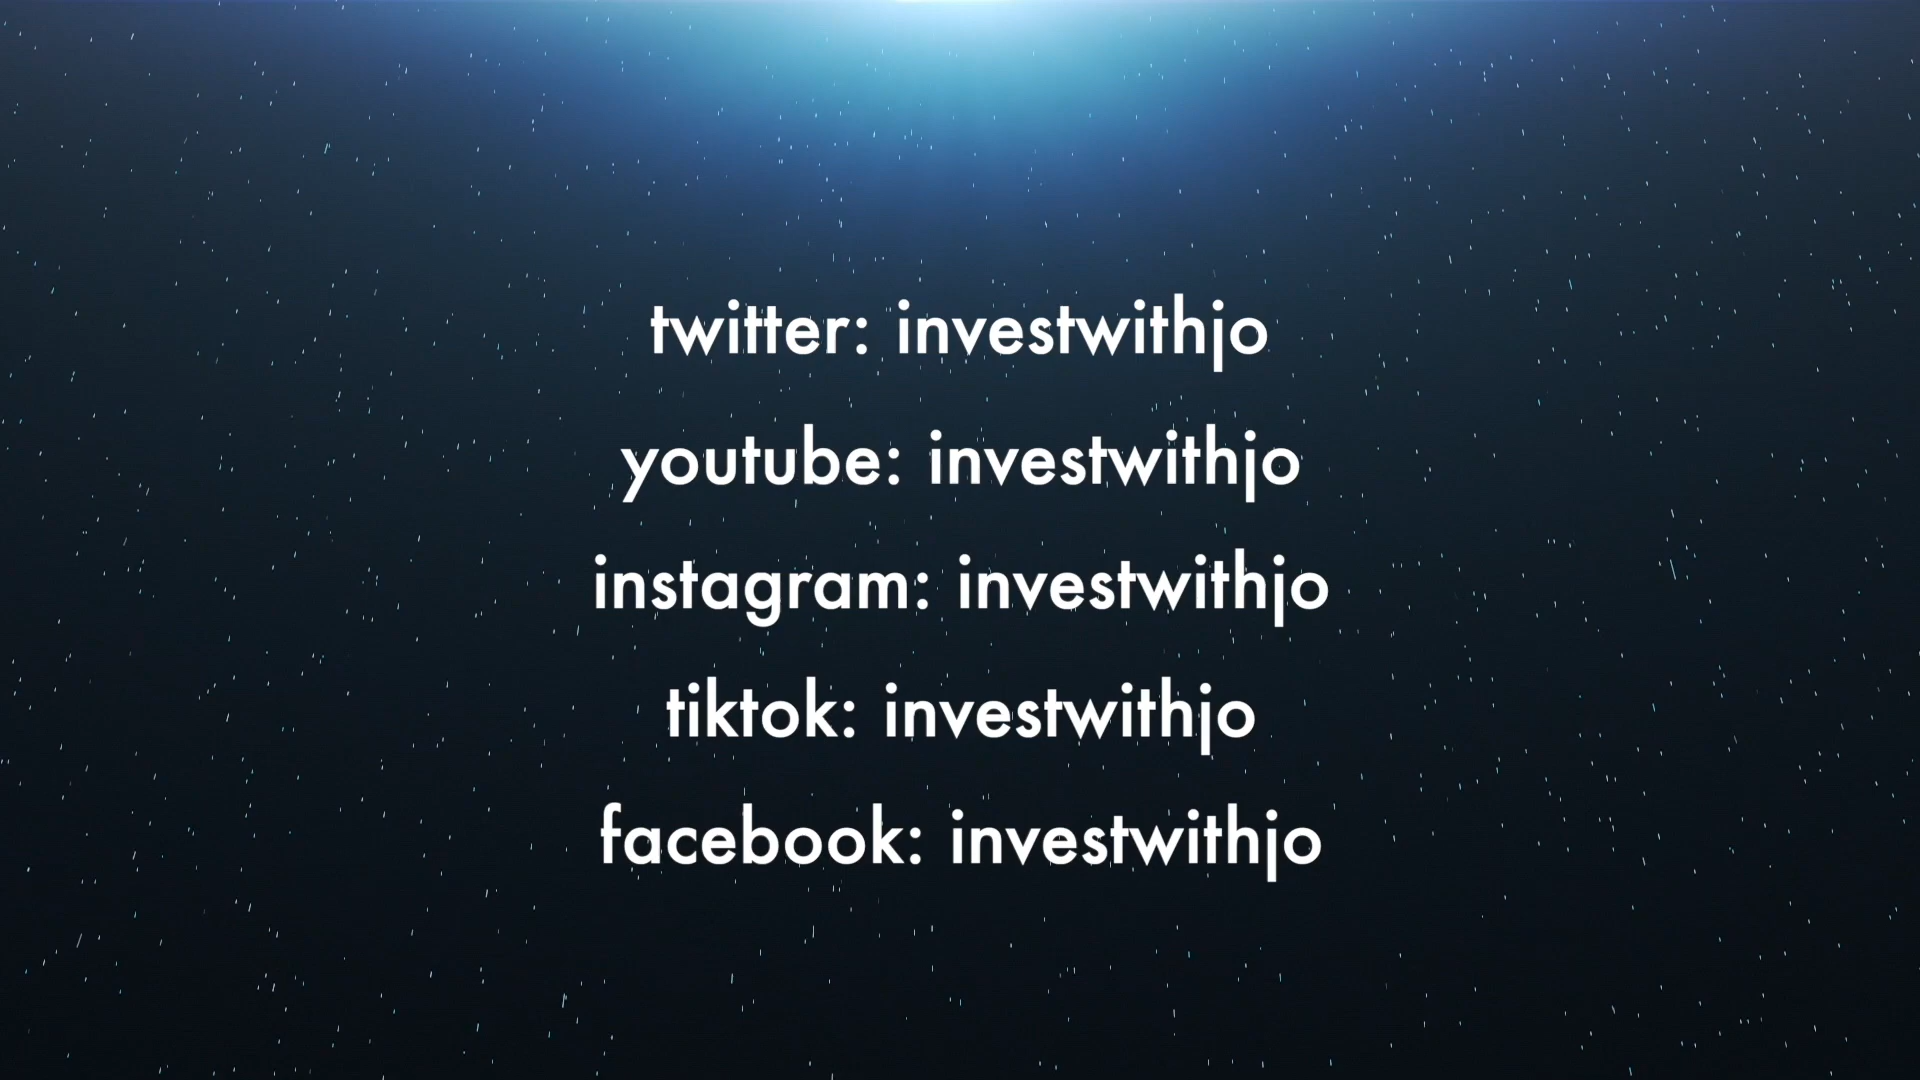 twitter: investwithjo
youtube: investwithjo
instagram: investwithjo
tiktok: investwithjo
facebook: investwithjo